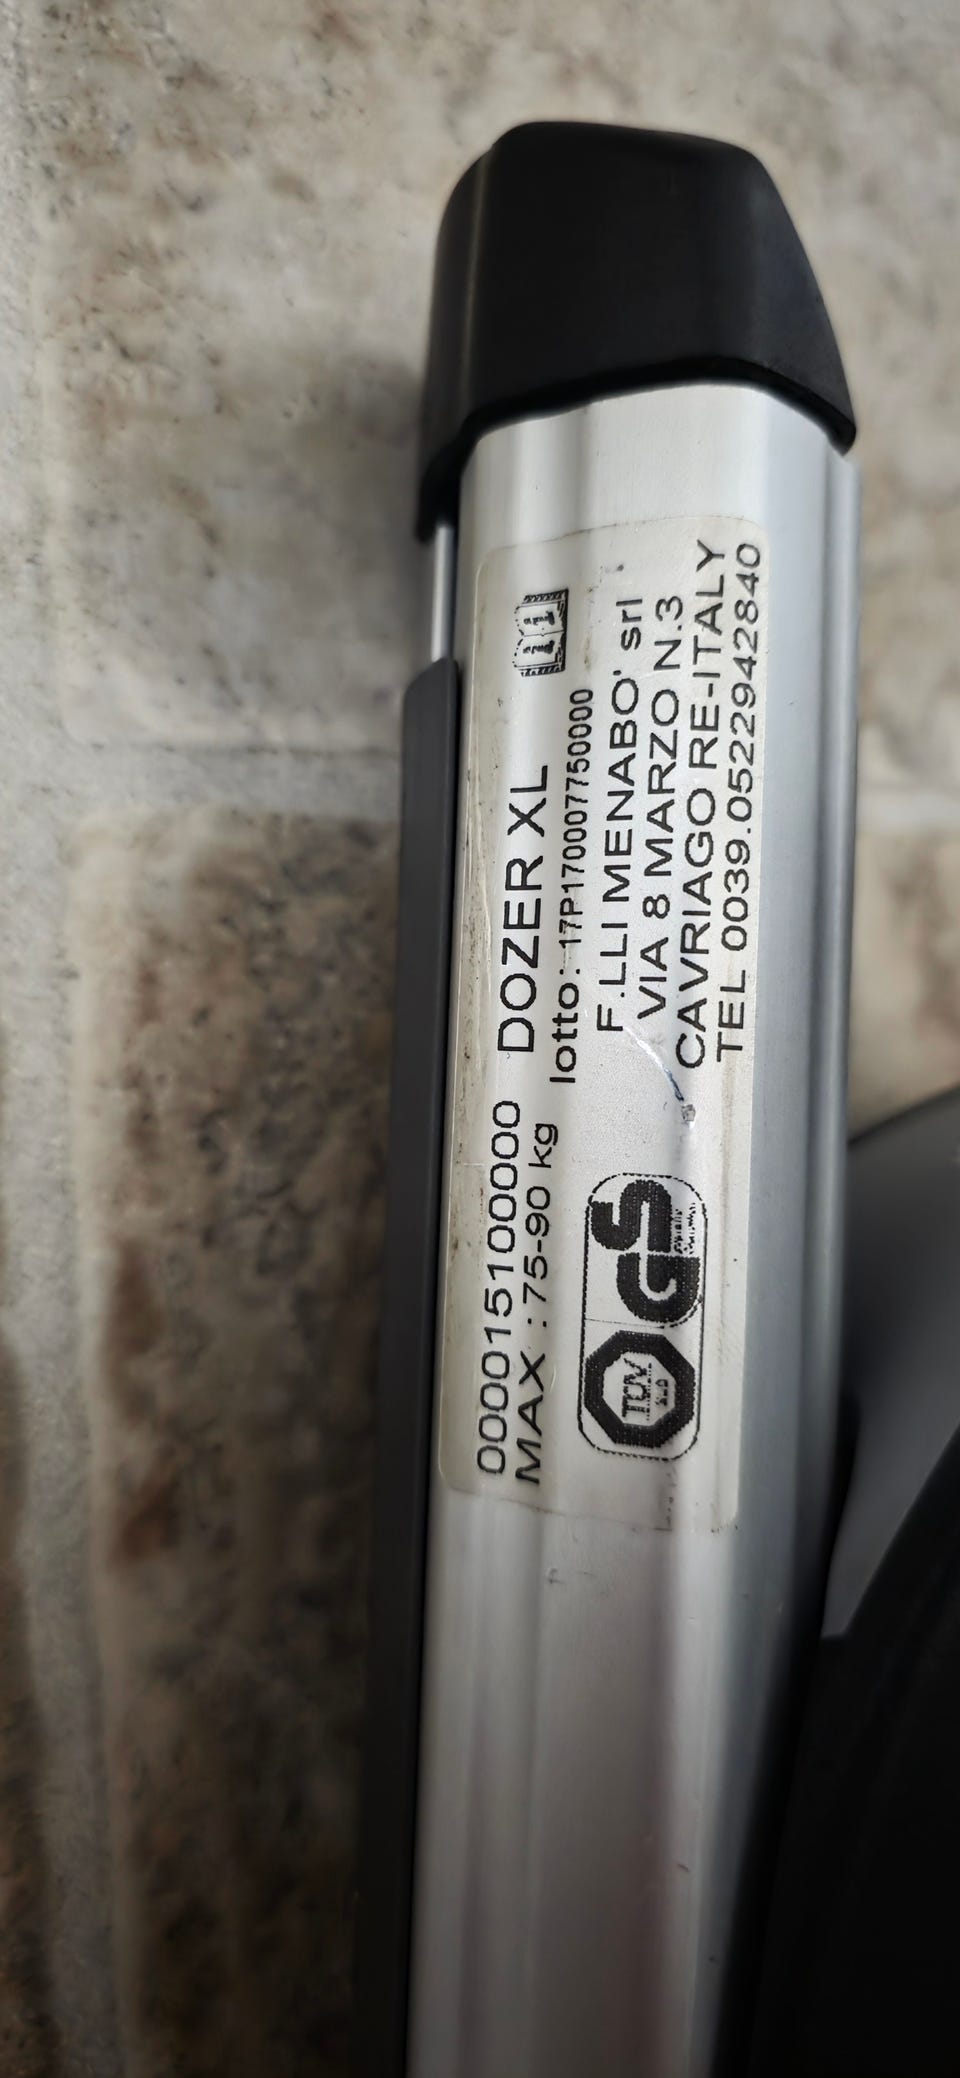 0001510000 DOZER XL
MAX : 75-90 kg
lotto: 17P170007750000
F.LLI MENABO' srl
VIA 8 MARZO N.3
CAVRIAGO RE-ITALY
TEL 0039.0522942840
TÜV
GS